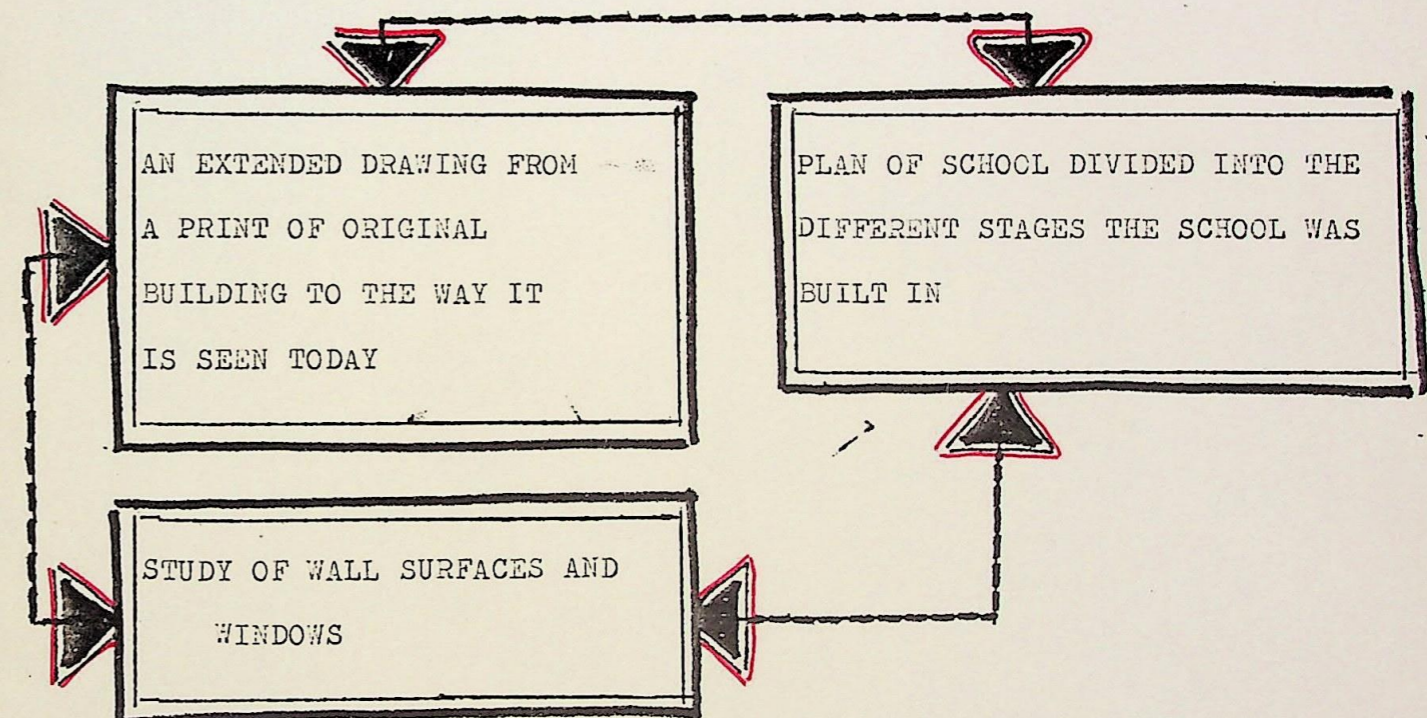 AN EXTENDED DRAWING FROM
A PRINT OF ORIGINAL
BUILDING TO THE WAY IT
IS SEEN TODAY
PLAN OF SCHOOL DIVIDED INTO THE
DIFFERENT STAGES THE SCHOOL WAS
BUILT IN
STUDY OF WALL SURFACES AND
WINDOWS